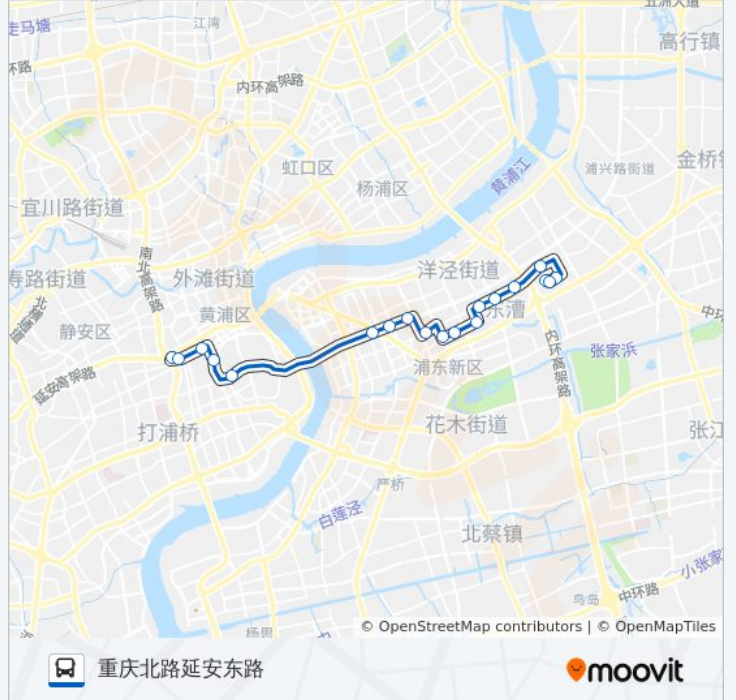 五洲大道
走马塘
江湾
高行镇
环路
内环高架路
虹口区
杨浦区
黄浦江
浦兴路街道
金桥
宜川路街道
南北高架路
寿路街道
外滩街道
洋泾街道
北横通道
黄浦区
东漕
静安区
中环
内环高架路
张家浜
延安高架路
浦东新区
打浦桥
花木街道
张江
严桥
白莲泾
北蔡镇
小张家
鸟岛
中环路
杨思
© OpenStreetMap contributors | © OpenMapTiles
重庆北路延安东路
moovit